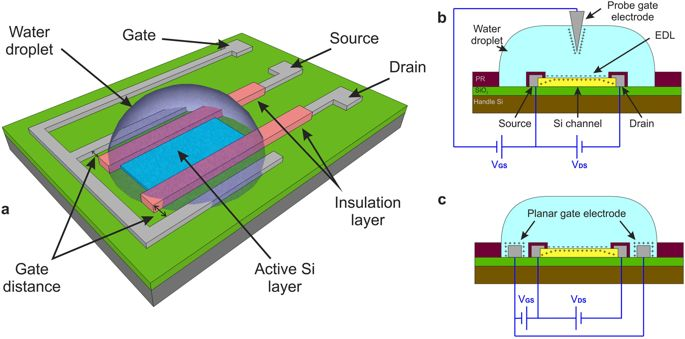 a
Water
droplet
Gate
Source
Drain
Insulation
layer
Active Si
layer
Gate
distance
b
Probe gate
electrode
Water
droplet
EDL
PR
SiO2
Handle Si
Source
Si channel
Drain
VGS
VDS
c
Planar gate electrode
VGS
VDS